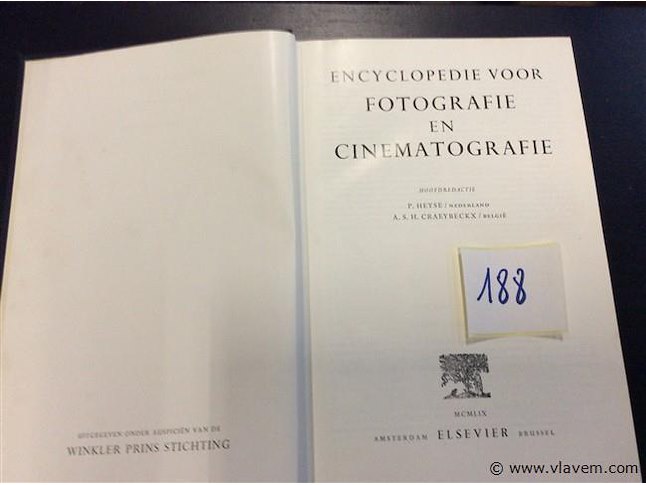 UITGEGEVEN ONDER AUSPICIËN VAN DE
WINKLER PRINS STICHTING
ENCYCLOPEDIE VOOR
FOTOGRAFIE
EN
CINEMATOGRAFIE
HOOFDREDACTIE
P. HEYSE / NEDERLAND
A. S. H. CRAEYBECKX / BELGIË
188
MCMLIX
AMSTERDAM ELSEVIER BRUSSEL
© www.vlavem.com